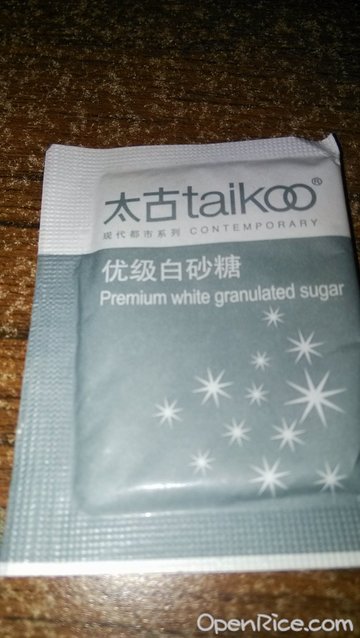 太古taikoo®
现代都市系列 CONTEMPORARY
优级白砂糖
Premium white granulated sugar
OpenRice.com